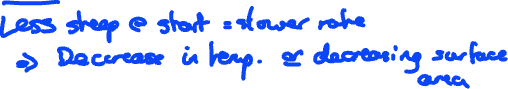 Less steep @ start = slower rate
=> Decrease in temp. or decreasing surface
area